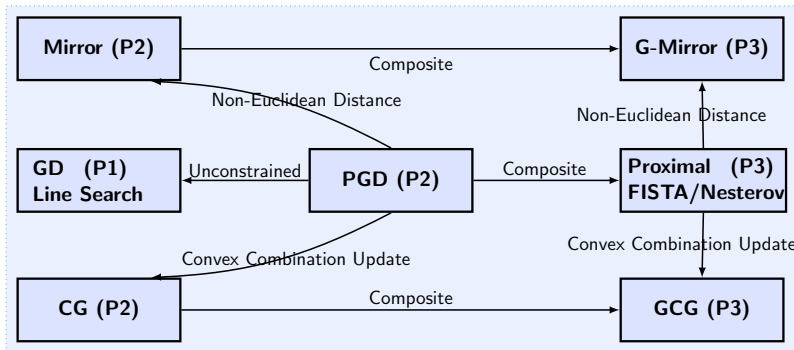 Mirror (P2)
G-Mirror (P3)
Composite
Non-Euclidean Distance
Non-Euclidean Distance
GD (P1)
Line Search
Unconstrained
PGD (P2)
Composite
Proximal (P3)
FISTA/Nesterov
Convex Combination Update
Convex Combination Update
CG (P2)
Composite
GCG (P3)